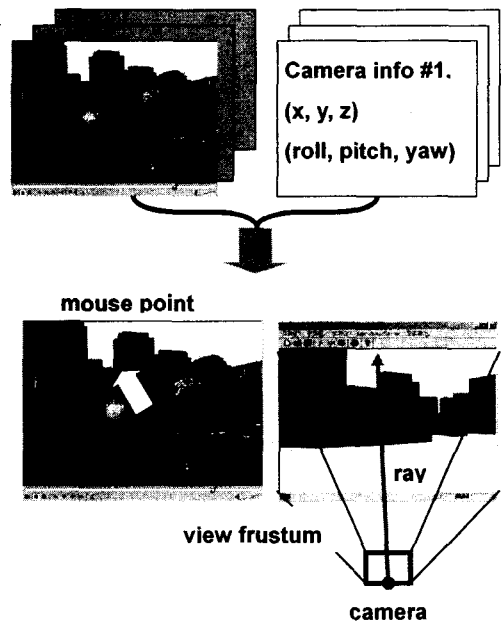 Camera info #1.
(x, y, z)
(roll, pitch, yaw)
mouse point
ray
view frustum
camera